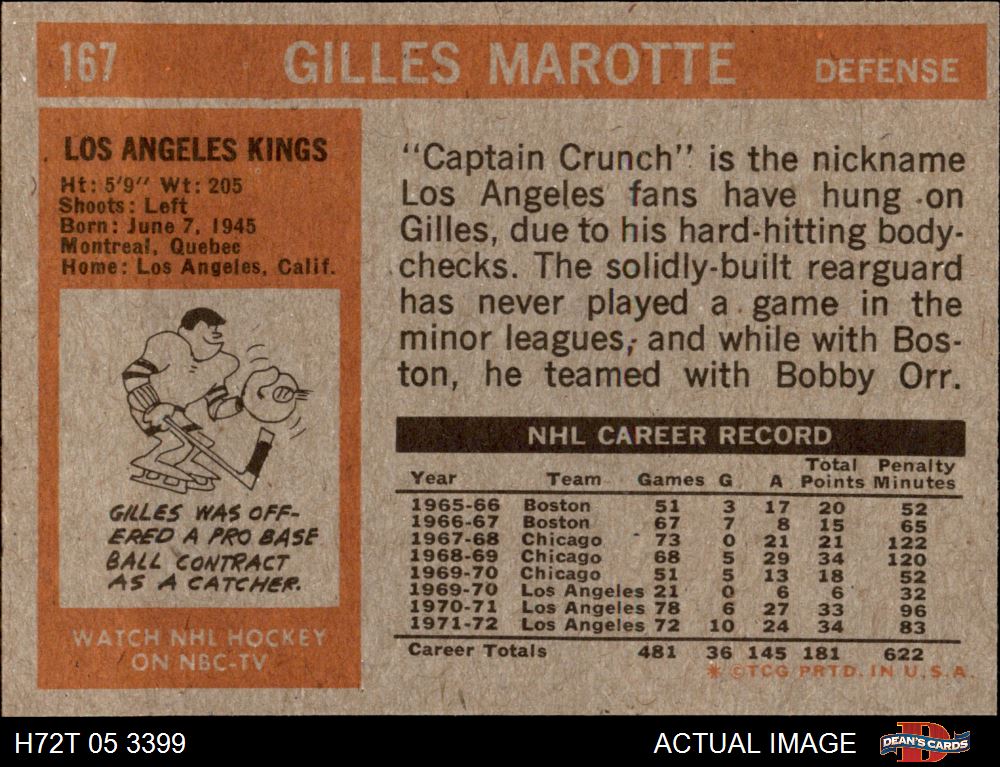 167 GILLES MAROTTE DEFENSE
LOS ANGELES KINGS
Ht: 5'9" Wt: 205
Shoots: Left
Born: June 7, 1945
Montreal, Quebec
Home: Los Angeles, Calif.
GILLES WAS OFF-
ERED A PRO BASE
BALL CONTRACT
AS A CATCHER.
WATCH NHL HOCKEY
ON NBC-TV
"Captain Crunch" is the nickname
Los Angeles fans have hung on
Gilles, due to his hard-hitting body-
checks. The solidly-built rearguard
has never played a game in the
minor leagues, and while with Bos-
ton, he teamed with Bobby Orr.
NHL CAREER RECORD
Year Team Games G A Total Points Penalty Minutes
1965-66 Boston 51 3 17 20 52
1966-67 Boston 67 7 8 15 65
1967-68 Chicago 73 0 21 21 122
1968-69 Chicago 68 5 29 34 120
1969-70 Chicago 51 5 13 18 52
1969-70 Los Angeles 21 0 6 6 32
1970-71 Los Angeles 78 6 27 33 96
1971-72 Los Angeles 72 10 24 34 83
Career Totals 481 36 145 181 622
* © TCG PRTD. IN U.S.A.
H72T 05 3399 ACTUAL IMAGE DEAN'S CARDS